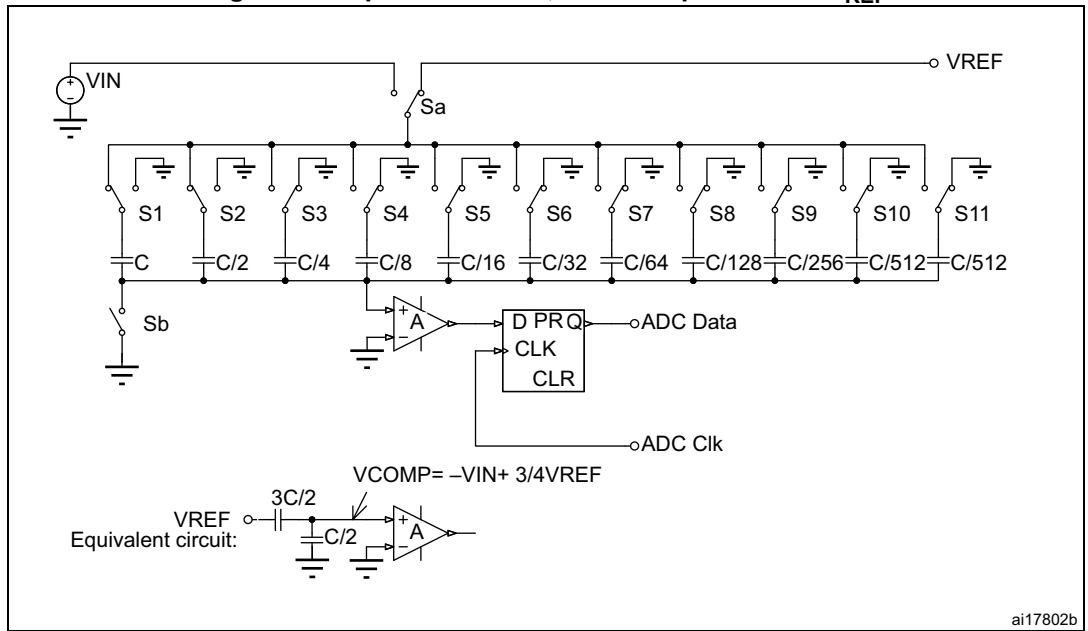 REF
VIN
VREF
Sa
S1 S2 S3 S4 S5 S6 S7 S8 S9 S10 S11
C C/2 C/4 C/8 C/16 C/32 C/64 C/128 C/256 C/512 C/512
Sb
+
A
−
D PR Q
ADC Data
CLK
CLR
ADC Clk
VCOMP= –VIN+ 3/4VREF
3C/2
VREF
+
A
−
C/2
Equivalent circuit:
ai17802b